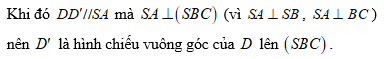 Khi đó DD'//SA mà SA⊥(SBC) (vì SA⊥SB, SA⊥BC)
nên D' là hình chiếu vuông góc của D lên (SBC).